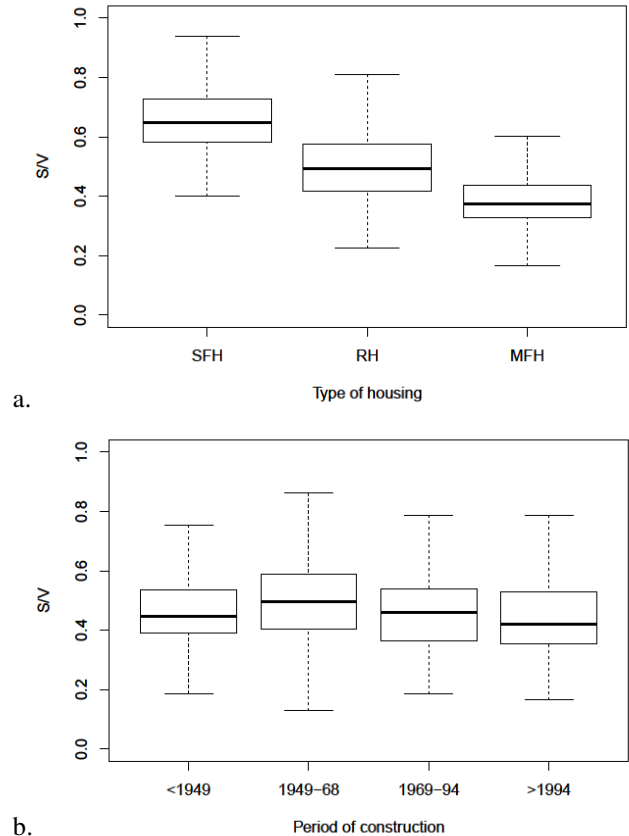 1.0
0.8
0.6
0.4
0.2
0.0
S/V
SFH RH MFH
Type of housing
a.
1.0
0.8
0.6
0.4
0.2
0.0
S/V
<1949 1949−68 1969−94 >1994
Period of construction
b.